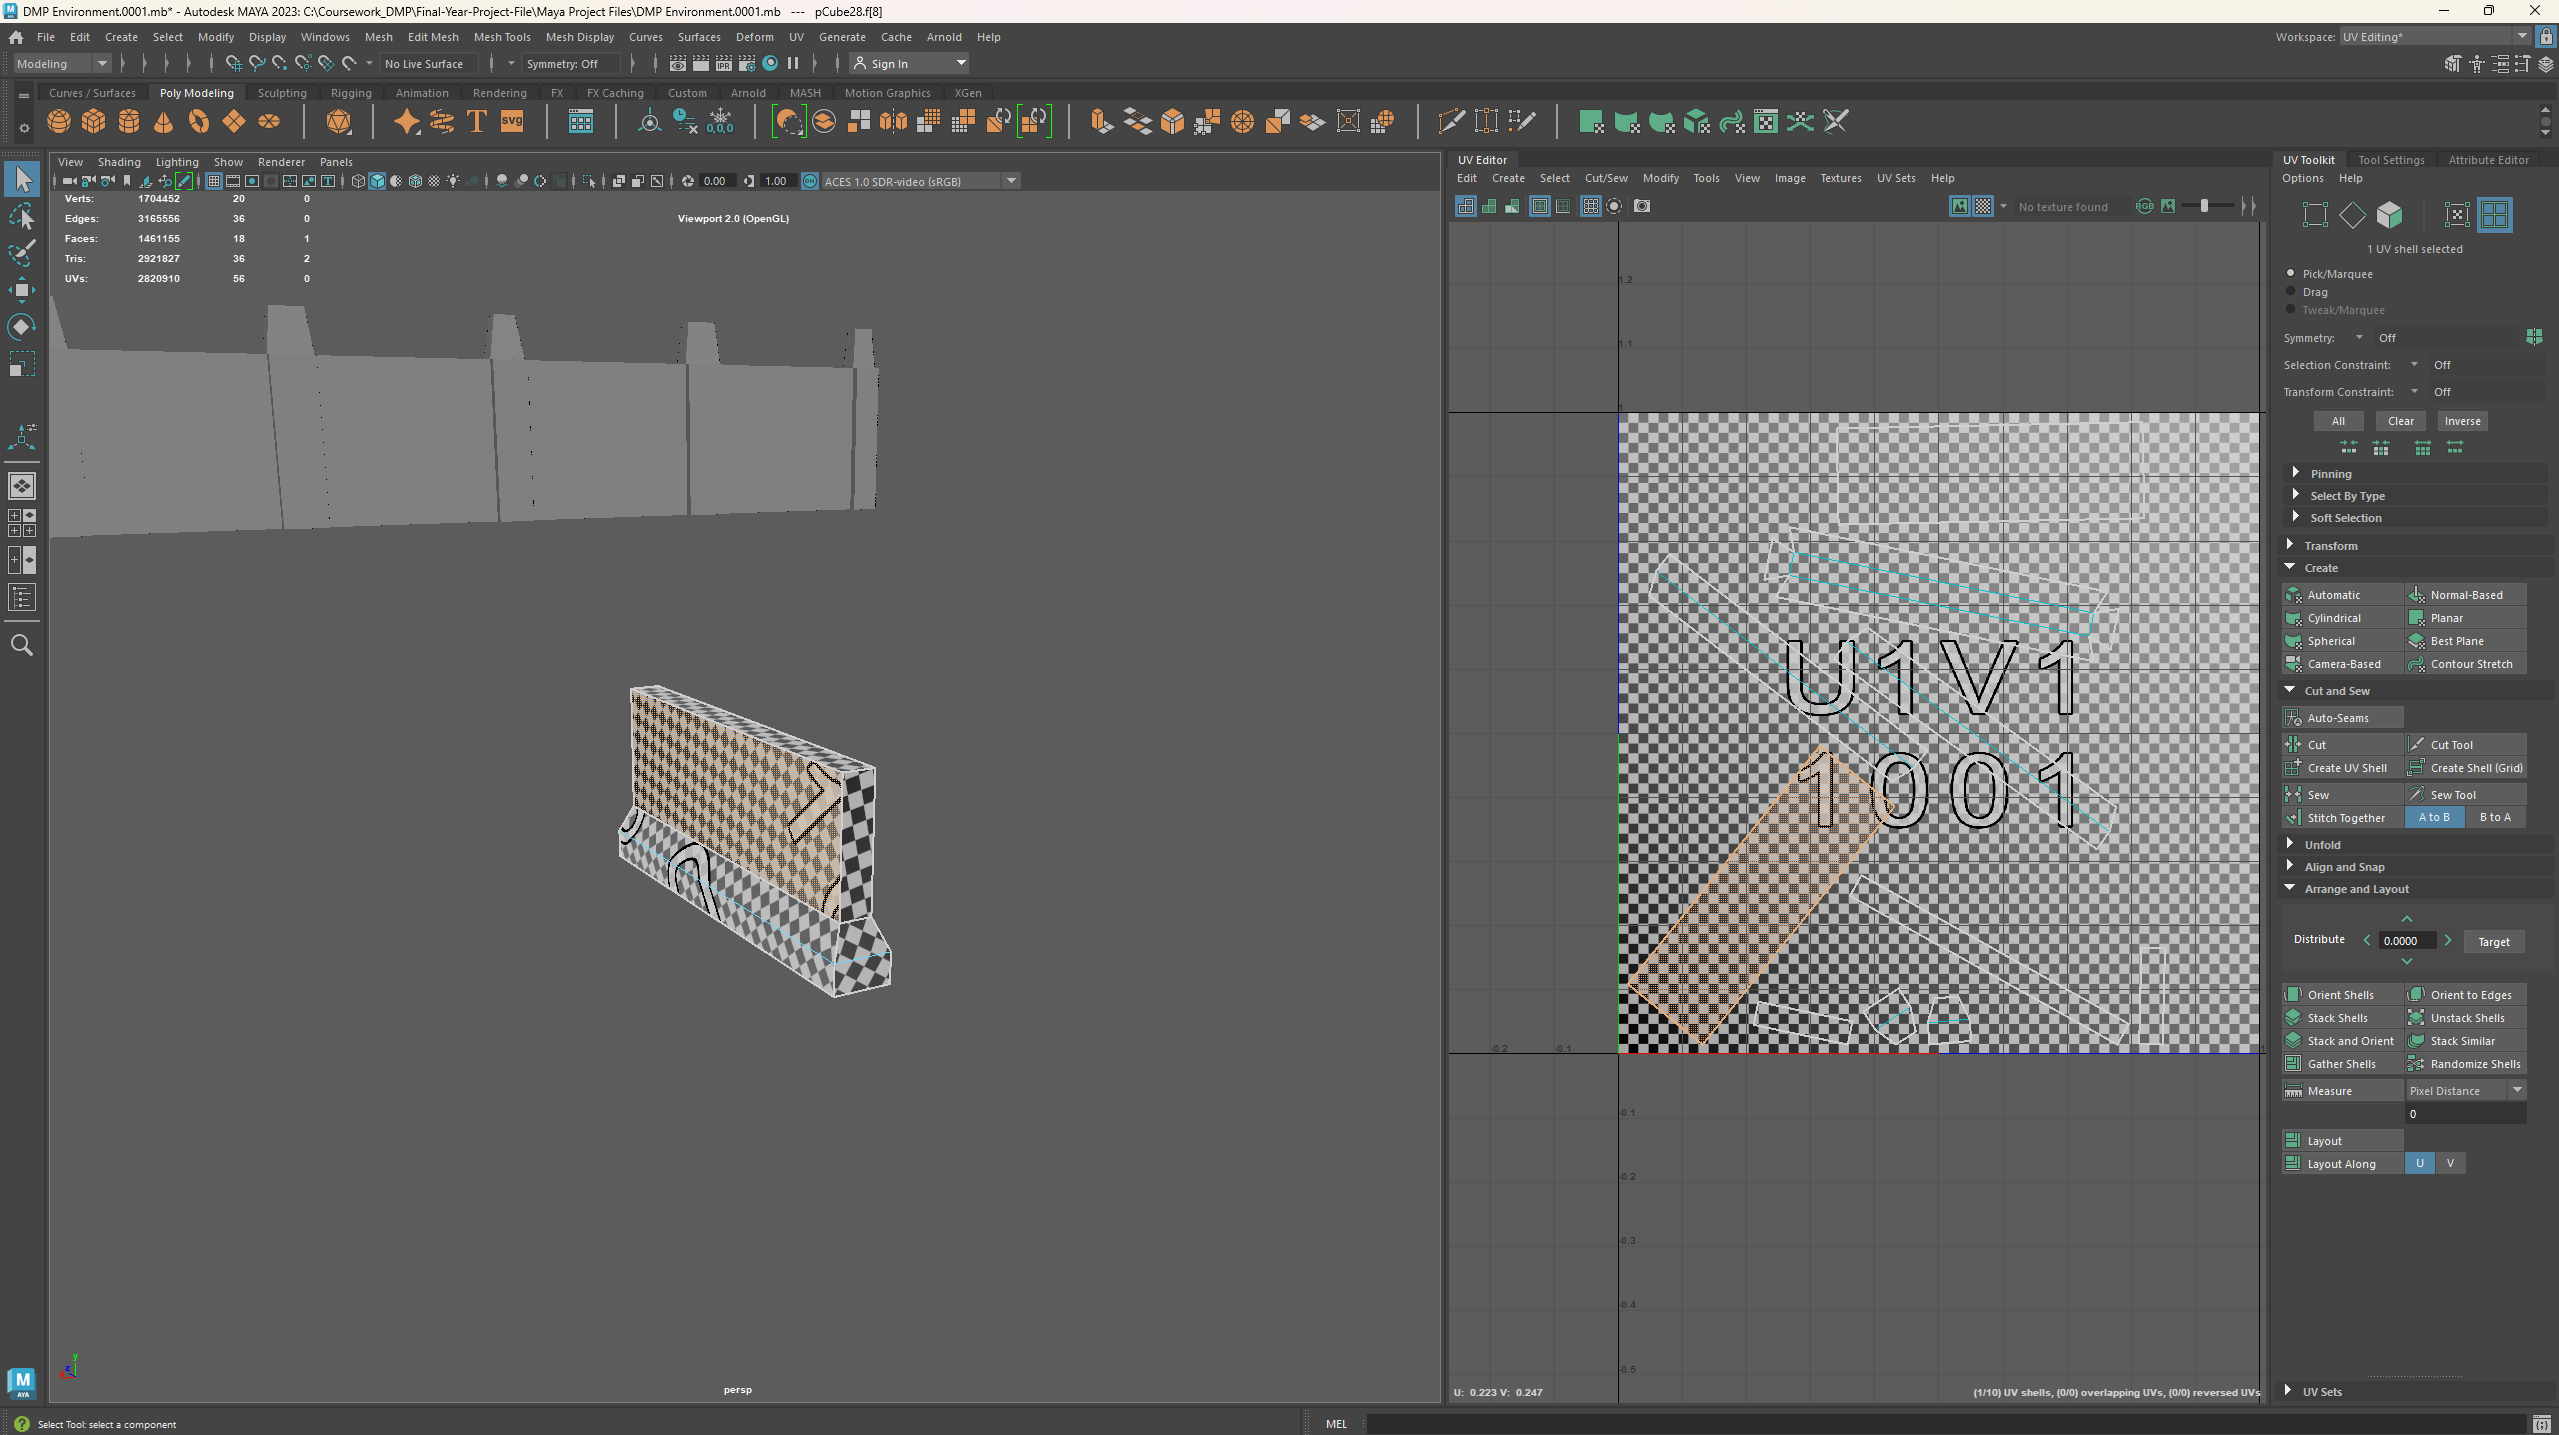 DMP Environment.0001.mb* - Autodesk MAYA 2023: C:\Coursework_DMP\Final-Year-Project-File\Maya Project Files\DMP Environment.0001.mb --- pCube28.f[8]
File Edit Create Select Modify Display Windows Mesh Edit Mesh Mesh Tools Mesh Display Curves Surfaces Deform UV Generate Cache Arnold Help
Workspace: UV Editing*
Modeling No Live Surface Symmetry: Off IPR Sign In
Curves / Surfaces Poly Modeling Sculpting Rigging Animation Rendering FX FX Caching Custom Arnold MASH Motion Graphics XGen
T SVG 0,0,0
View Shading Lighting Show Renderer Panels
0.00 1.00 ON ACES 1.0 SDR-video (sRGB)
Verts: 1704452 20 0
Edges: 3165556 36 0
Faces: 1461155 18 1
Tris: 2921827 36 2
UVs: 2820910 56 0
Viewport 2.0 (OpenGL)
y
z
x
persp
UV Editor
Edit Create Select Cut/Sew Modify Tools View Image Textures UV Sets Help
No texture found RGB
1.2
1.1
1
U1V1
1001
-0.2 -0.1
1
-0.1
-0.2
-0.3
-0.4
-0.5
U: 0.223 V: 0.247
(1/10) UV shells, (0/0) overlapping UVs, (0/0) reversed UVs
UV Toolkit Tool Settings Attribute Editor
Options Help
1 UV shell selected
Pick/Marquee
Drag
Tweak/Marquee
Symmetry: Off
Selection Constraint: Off
Transform Constraint: Off
All Clear Inverse
Pinning
Select By Type
Soft Selection
Transform
Create
Automatic Normal-Based
Cylindrical Planar
Spherical Best Plane
Camera-Based Contour Stretch
Cut and Sew
Auto-Seams
Cut Cut Tool
Create UV Shell Create Shell (Grid)
Sew Sew Tool
Stitch Together A to B B to A
Unfold
Align and Snap
Arrange and Layout
Distribute 0.0000 Target
Orient Shells Orient to Edges
Stack Shells Unstack Shells
Stack and Orient Stack Similar
Gather Shells Randomize Shells
Measure Pixel Distance
0
Layout
Layout Along U V
UV Sets
M
AYA
Select Tool: select a component
MEL